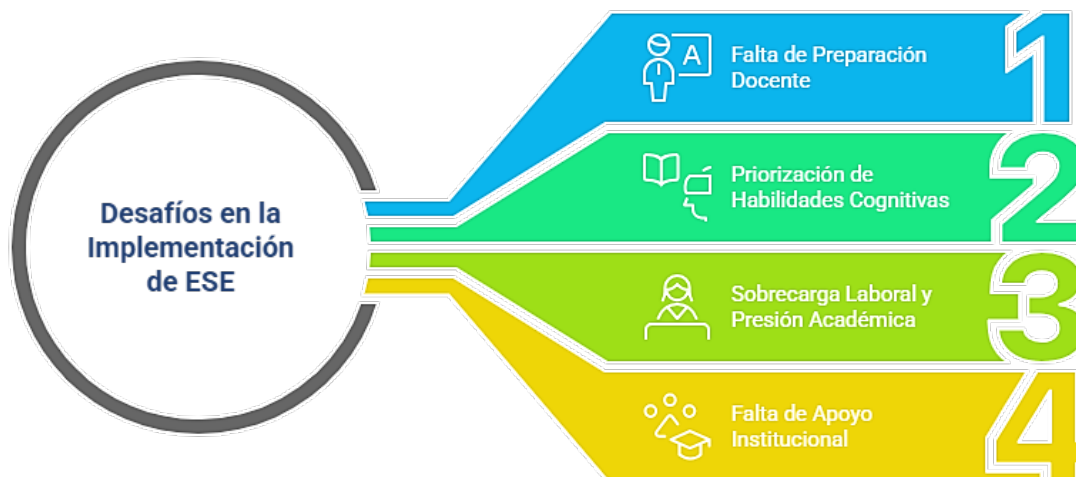 Desafíos en la
Implementación
de ESE
A
Falta de Preparación
Docente
1
Priorización de
Habilidades Cognitivas
2
Sobrecarga Laboral y
Presión Académica
3
Falta de Apoyo
Institucional
4